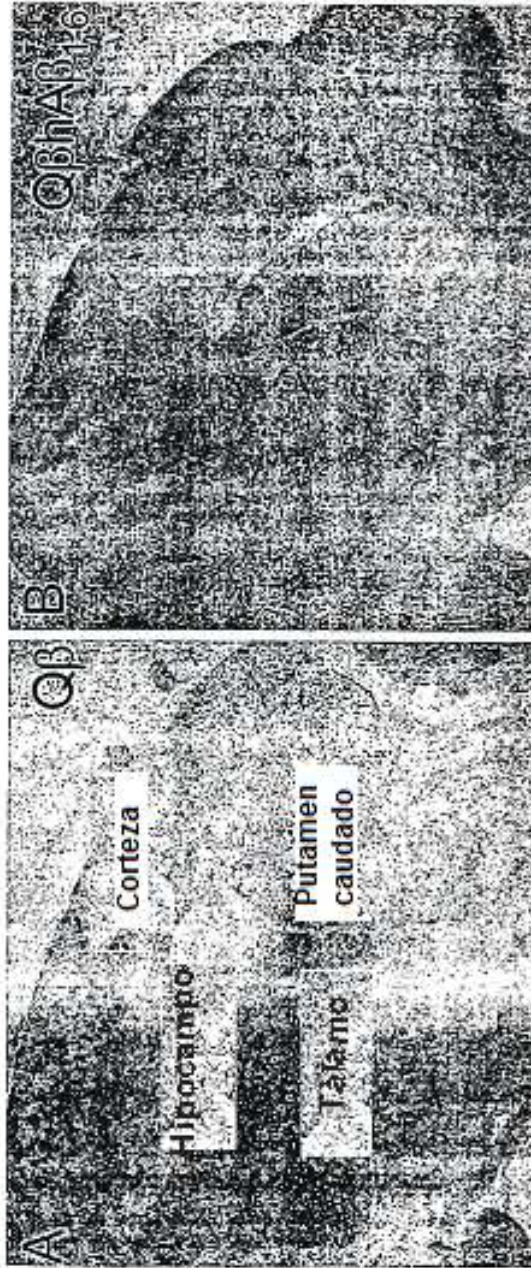 A
Qβ
Corteza
Hipocampo
Putamen
caudado
Tálamo
B
QβhAβ1-6